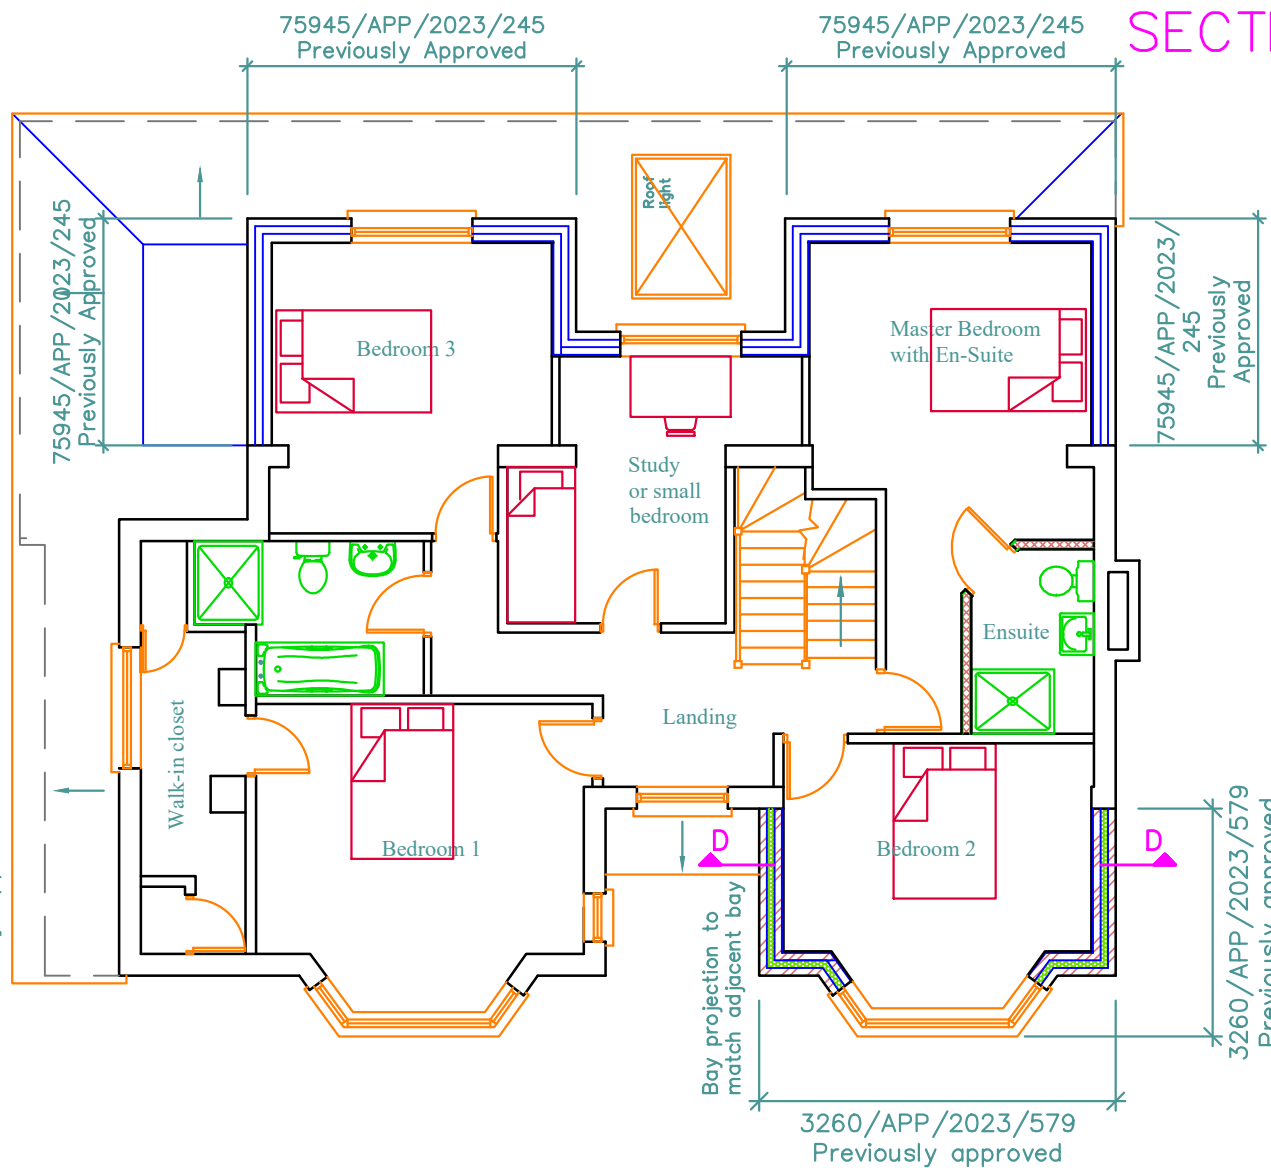 75945/APP/2023/245
Previously Approved
75945/APP/2023/245
Previously Approved
SECTI
Roof
light
75945/APP/2023/245
Previously Approved
75945/APP/2023/
245
Previously
Approved
Bedroom 3
Master Bedroom
with En-Suite
Study
or small
bedroom
Ensuite
Landing
Walk-in closet
Bedroom 1
Bedroom 2
D
D
Bay projection to
match adjacent bay
3260/APP/2023/579
Previously approved
3260/APP/2023/579
Previously approved